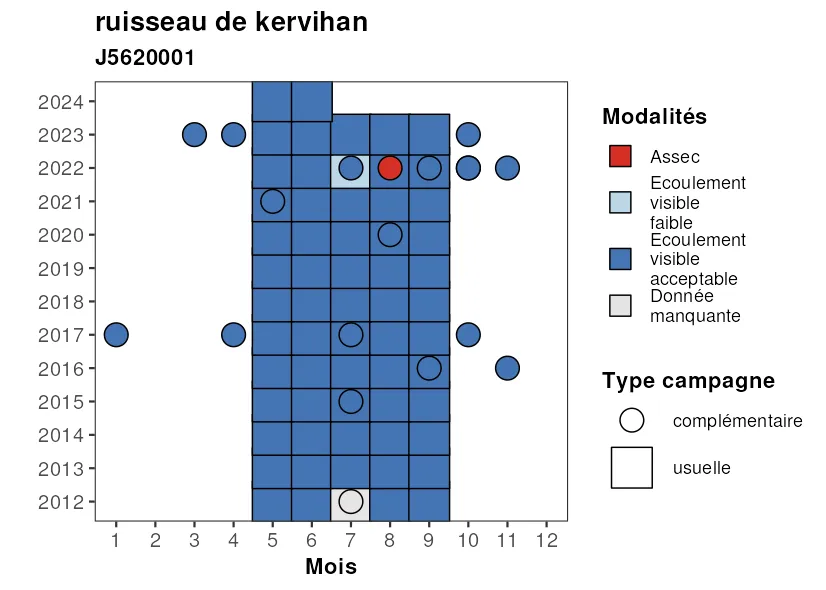 ruisseau de kervihan
J5620001
2024
2023
2022
2021
2020
2019
2018
2017
2016
2015
2014
2013
2012
1 2 3 4 5 6 7 8 9 10 11 12
Mois
Modalités
Assec
Ecoulement
visible
faible
Ecoulement
visible
acceptable
Donnée
manquante
Type campagne
complémentaire
usuelle